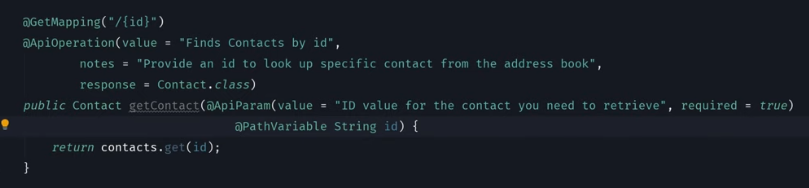 @GetMapping("/{id}")
@ApiOperation(value = "Finds Contacts by id",
notes = "Provide an id to look up specific contact from the address book",
response = Contact.class)
public Contact getContact(@ApiParam(value = "ID value for the contact you need to retrieve", required = true)
@PathVariable String id) {
return contacts.get(id);
}